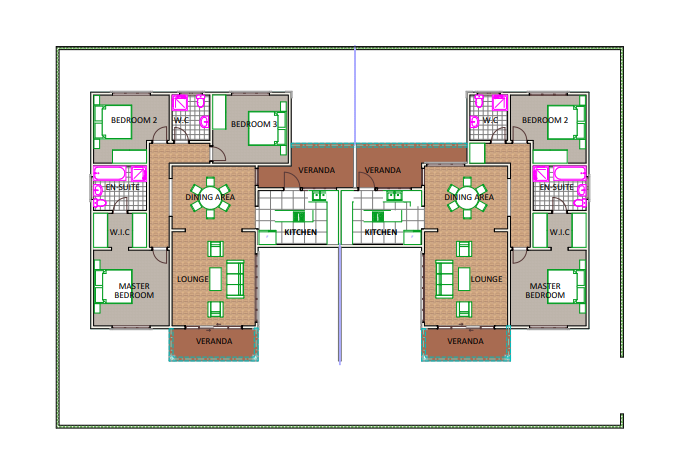 BEDROOM 2
W.C
BEDROOM 3
W.C
BEDROOM 2
VERANDA
VERANDA
EN-SUITE
DINING AREA
DINING AREA
EN-SUITE
W.I.C
KITCHEN
KITCHEN
W.I.C
LOUNGE
LOUNGE
MASTER
BEDROOM
MASTER
BEDROOM
VERANDA
VERANDA